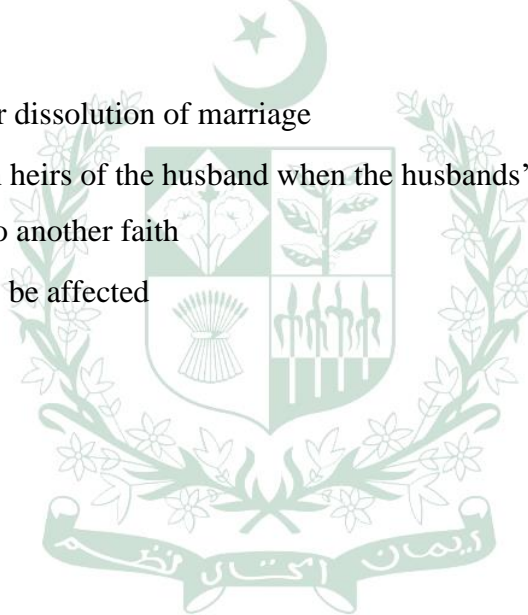 r dissolution of marriage
heirs of the husband when the husbands’
o another faith
be affected
ایمان اتحاد نظم